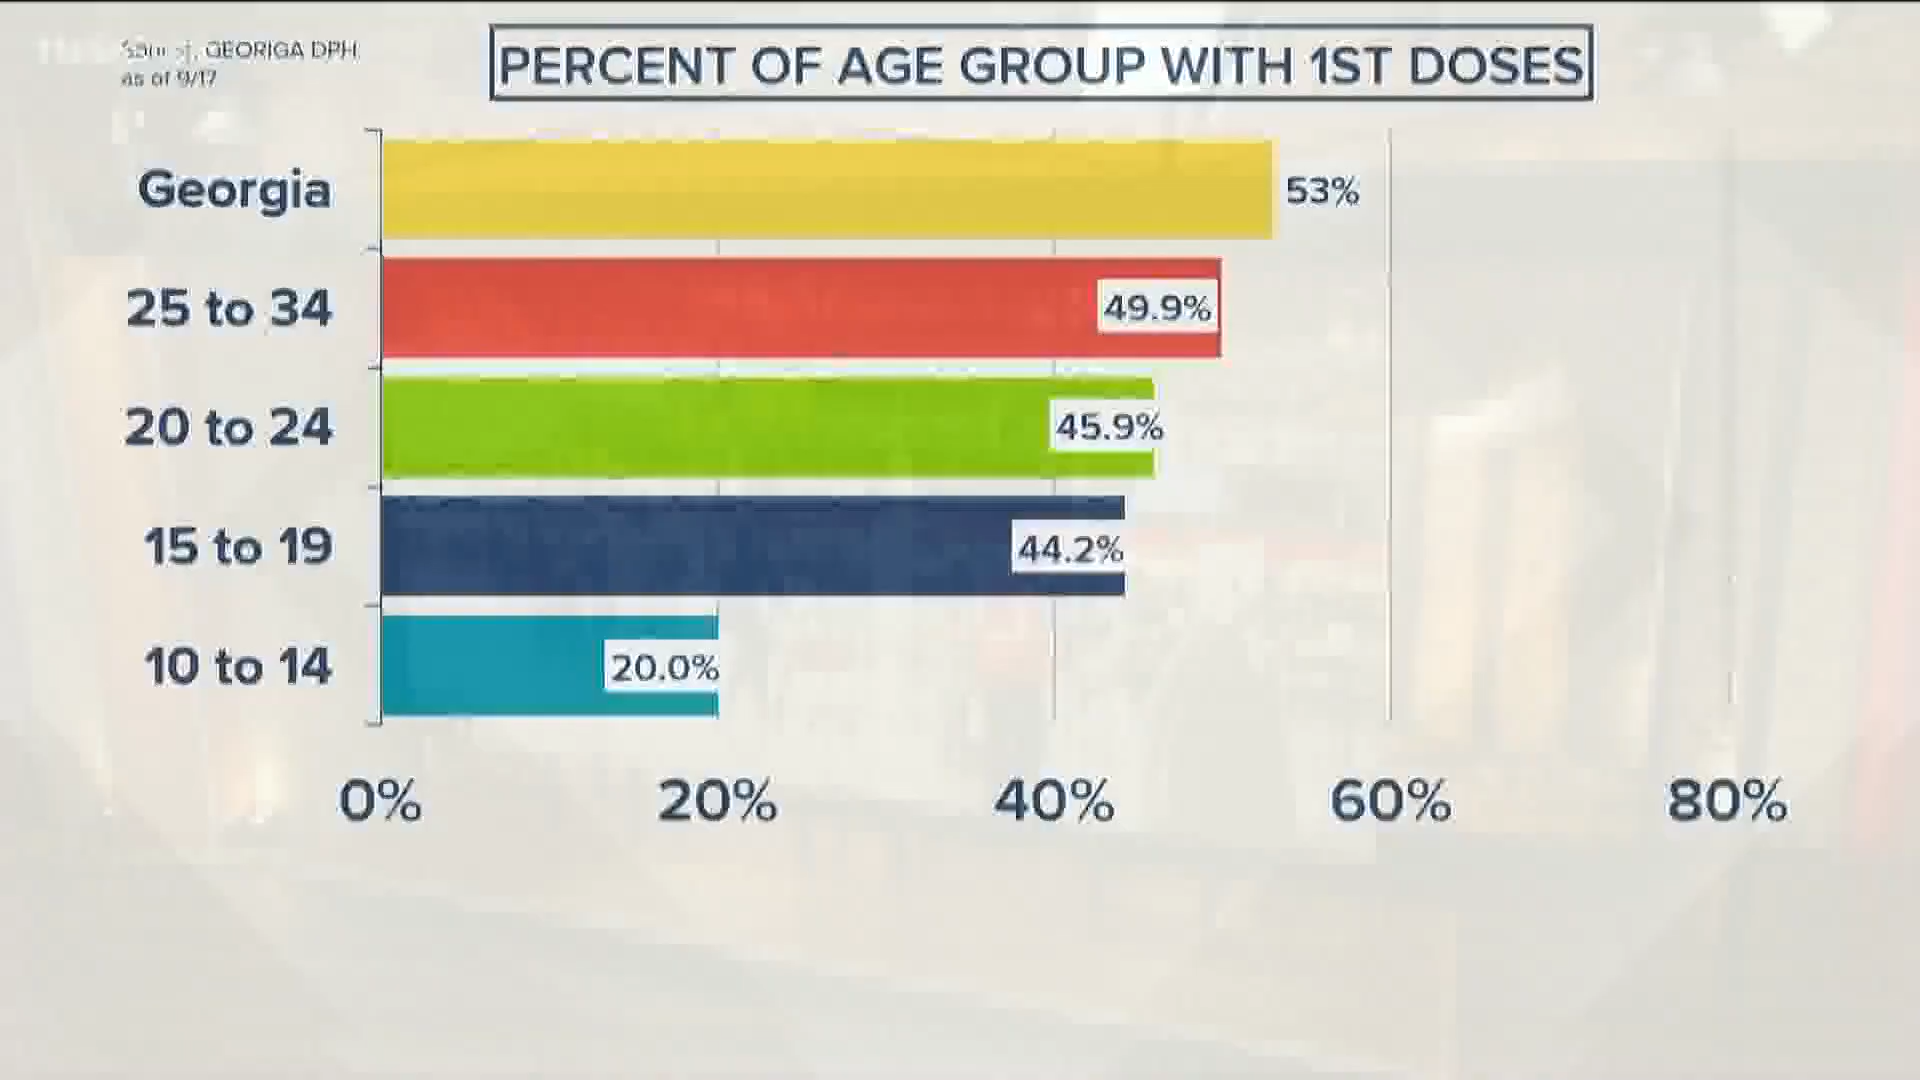 GEORIGA DPH
as of 9/17
PERCENT OF AGE GROUP WITH 1ST DOSES
Georgia
53%
25 to 34
49.9%
20 to 24
45.9%
15 to 19
44.2%
10 to 14
20.0%
0% 20% 40% 60% 80%